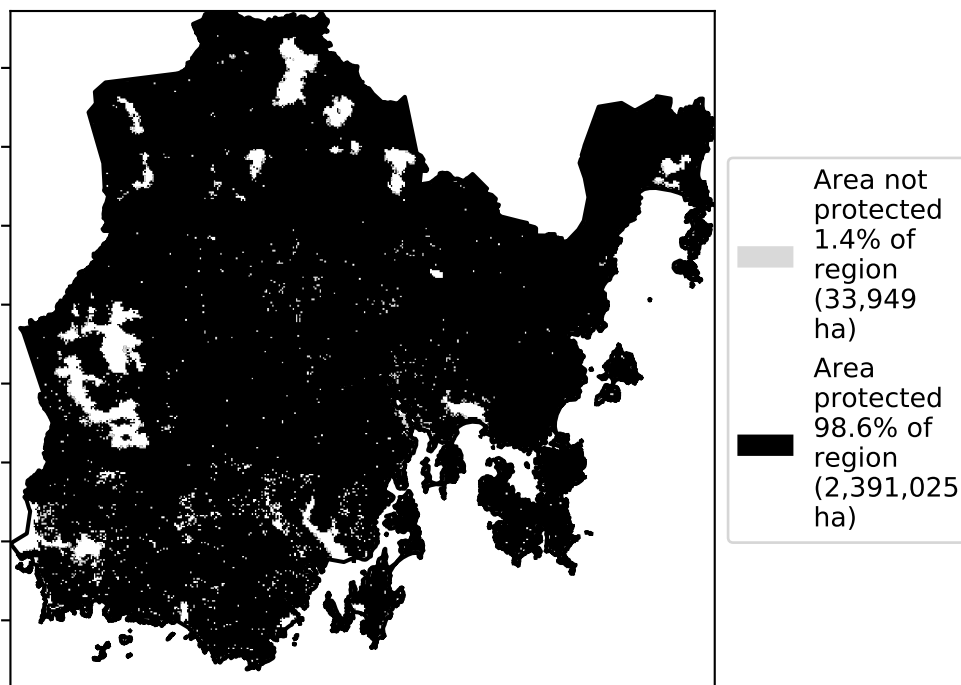 Area not
protected
1.4% of
region
(33,949
ha)
Area
protected
98.6% of
region
(2,391,025
ha)